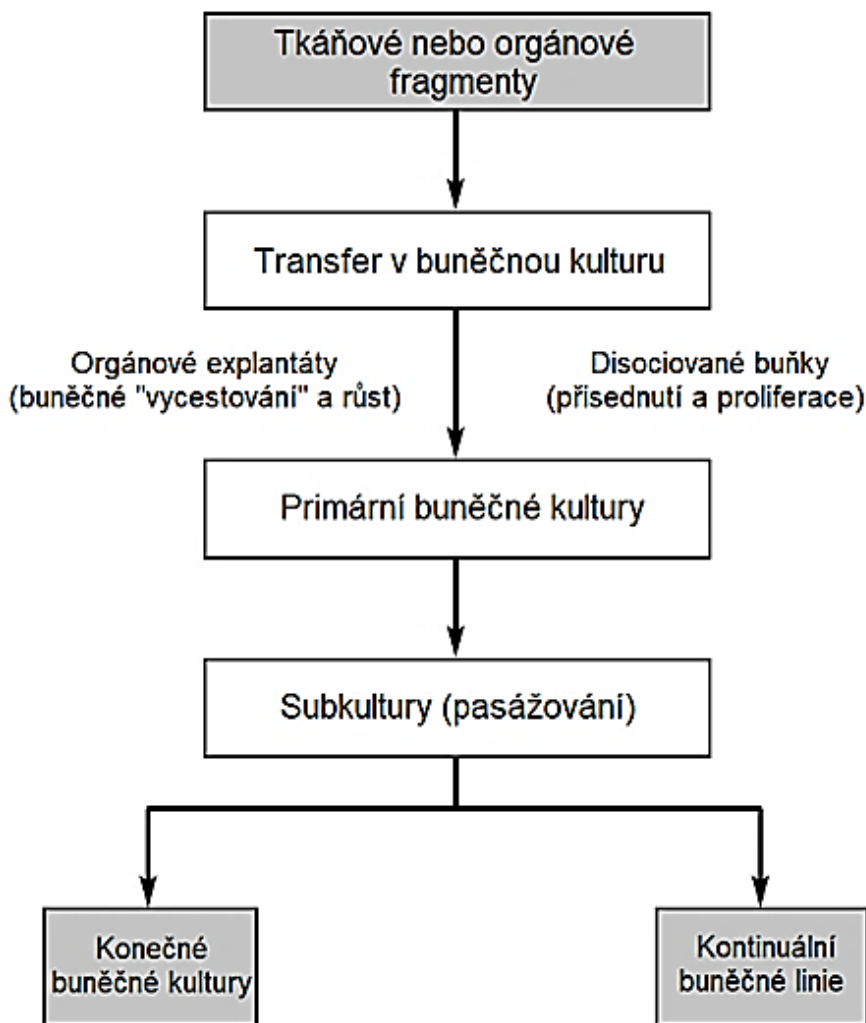 Tkáňové nebo orgánové
fragmenty
Transfer v buněčnou kulturu
Orgánové explantáty
(buněčné "vycestování" a růst)
Disociované buňky
(přisednutí a proliferace)
Primární buněčné kultury
Subkultury (pasážování)
Konečné
buněčné kultury
Kontinuální
buněčné linie